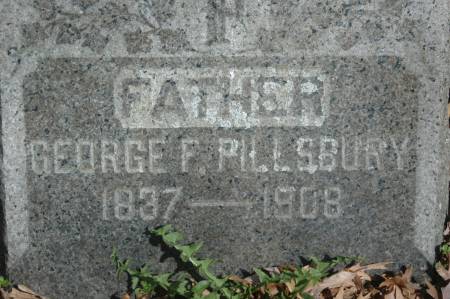 FATHER
GEORGE F. PILLSBURY
1837 — 1908